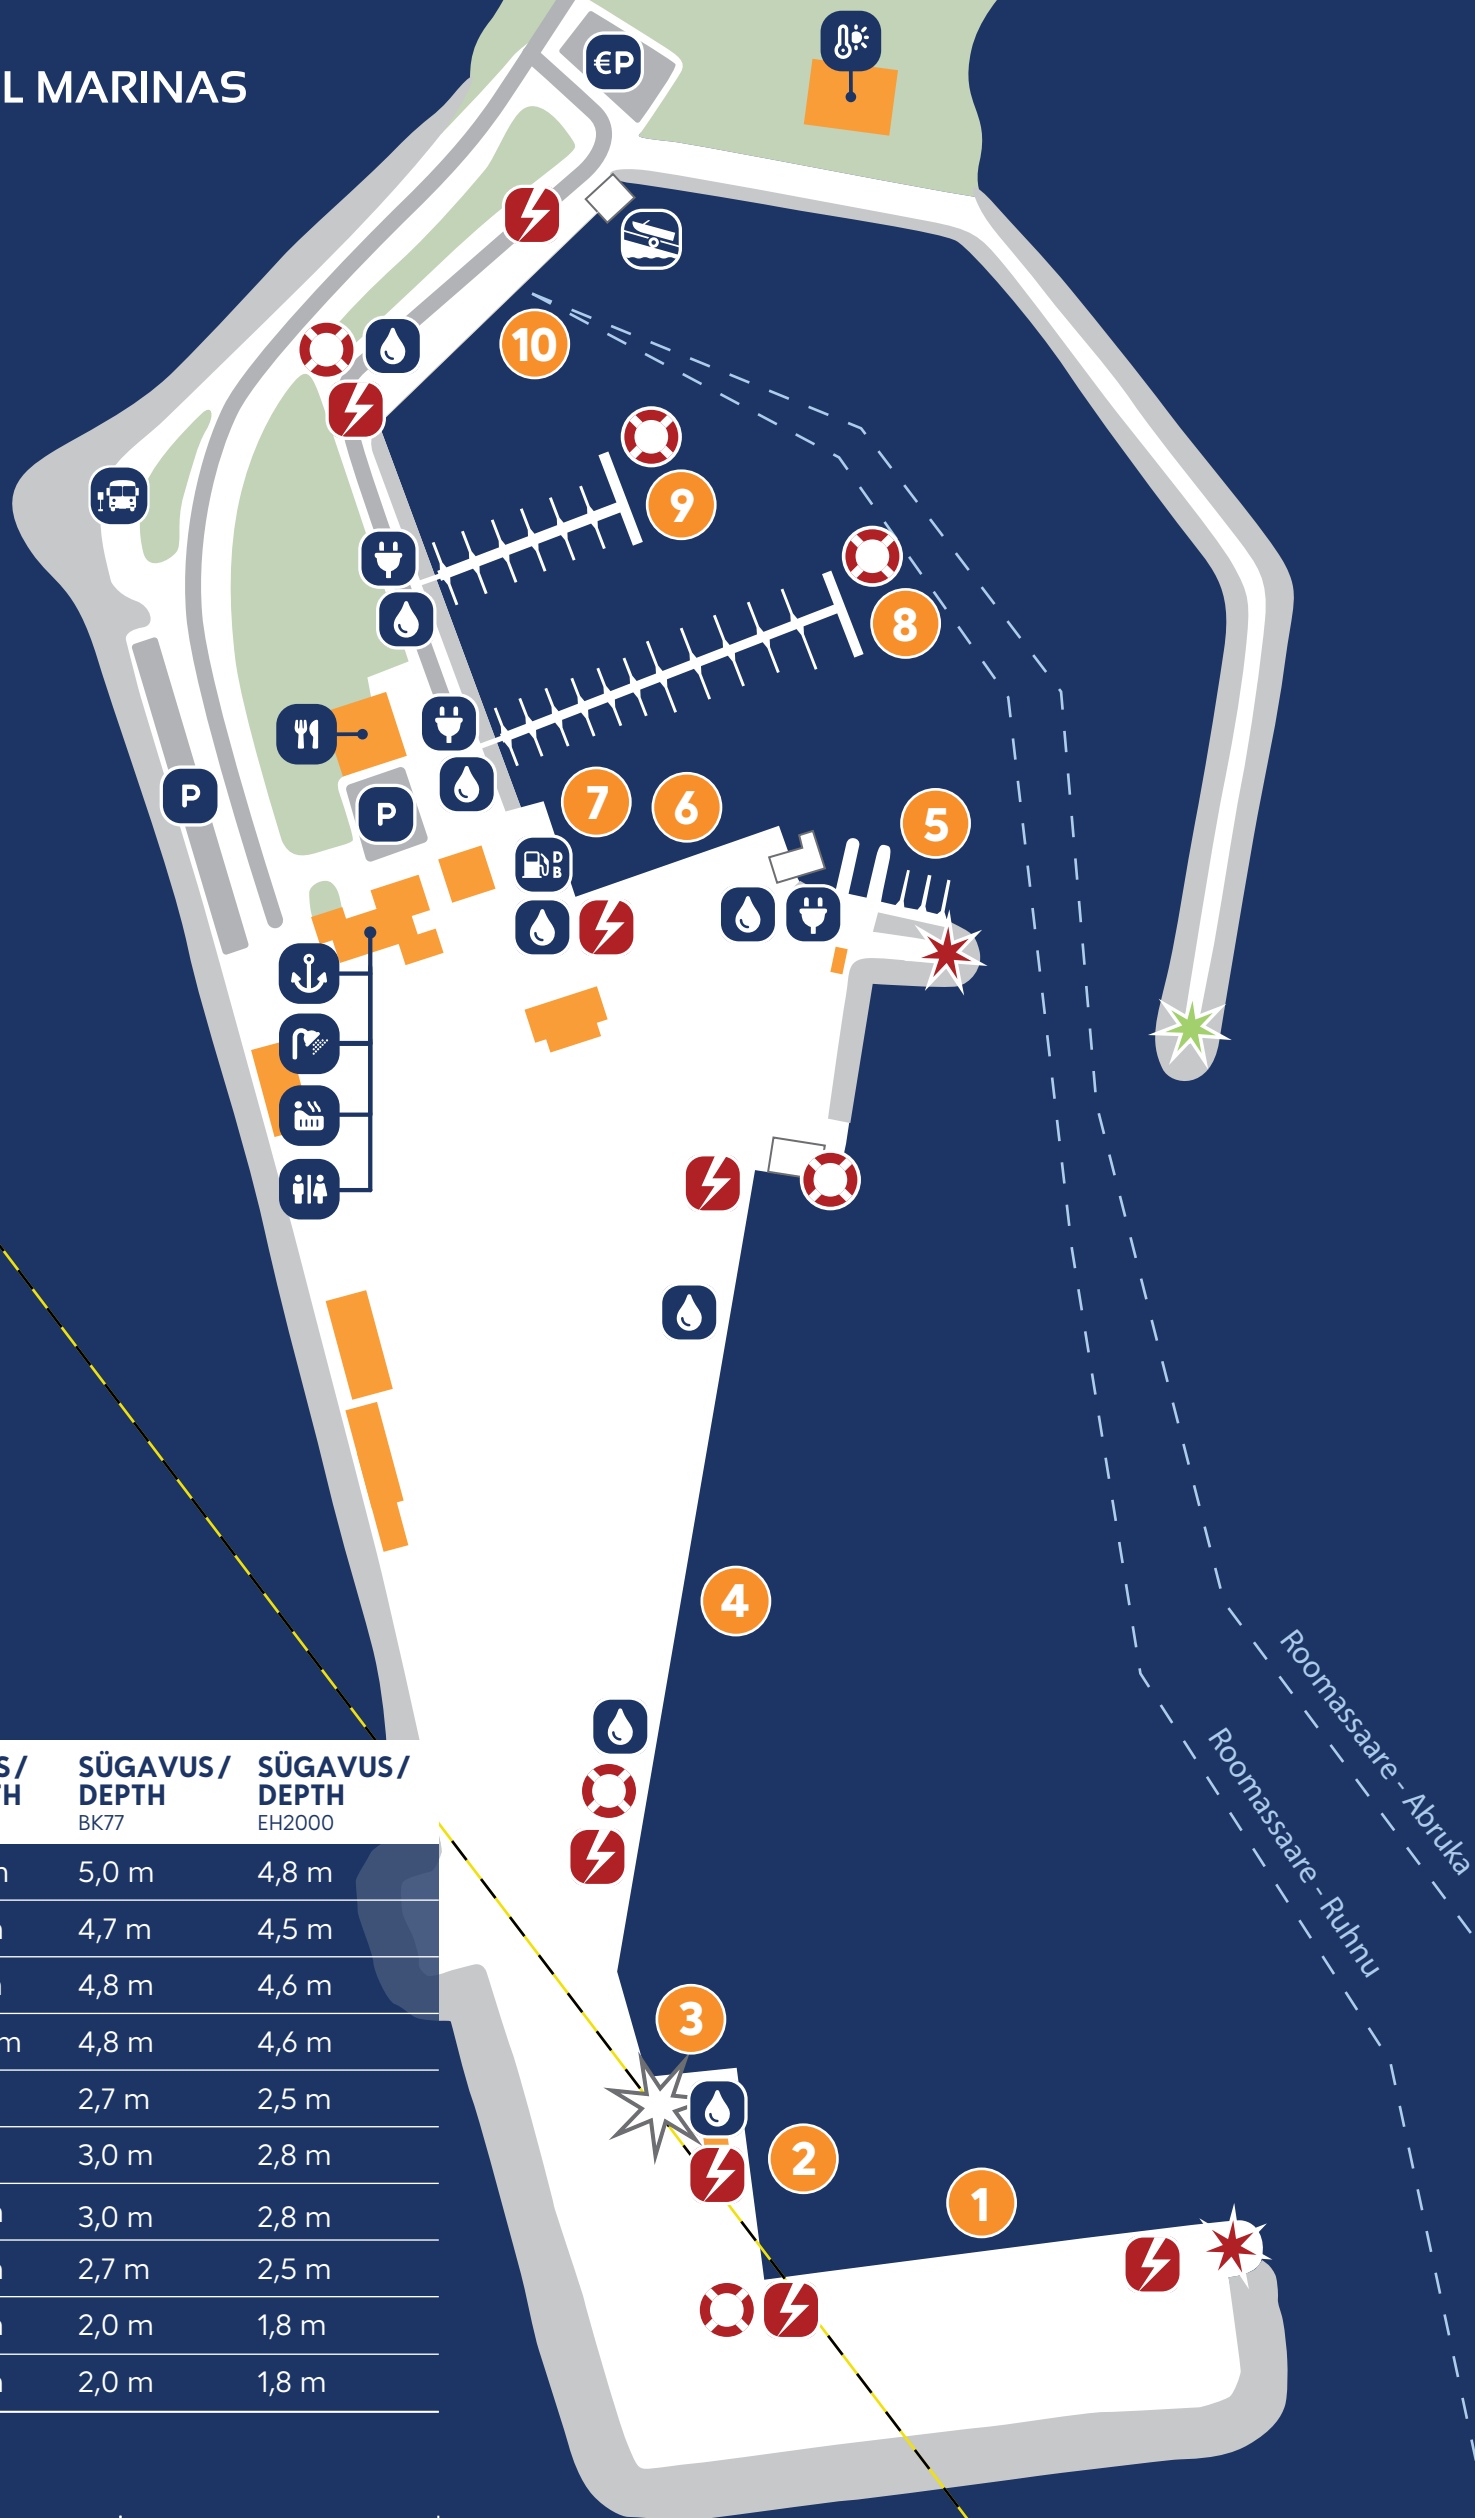 L MARINAS
€P
10
9
8
P
P
7
6
5
D
B
4
Roomassaare - Abruka
Roomassaare - Ruhnu
S/ SÜGAVUS/ SÜGAVUS/
TH DEPTH DEPTH
BK77 EH2000
m 5,0 m 4,8 m
4,7 m 4,5 m
4,8 m 4,6 m
m 4,8 m 4,6 m
2,7 m 2,5 m
3,0 m 2,8 m
3,0 m 2,8 m
2,7 m 2,5 m
2,0 m 1,8 m
2,0 m 1,8 m
3
2
1